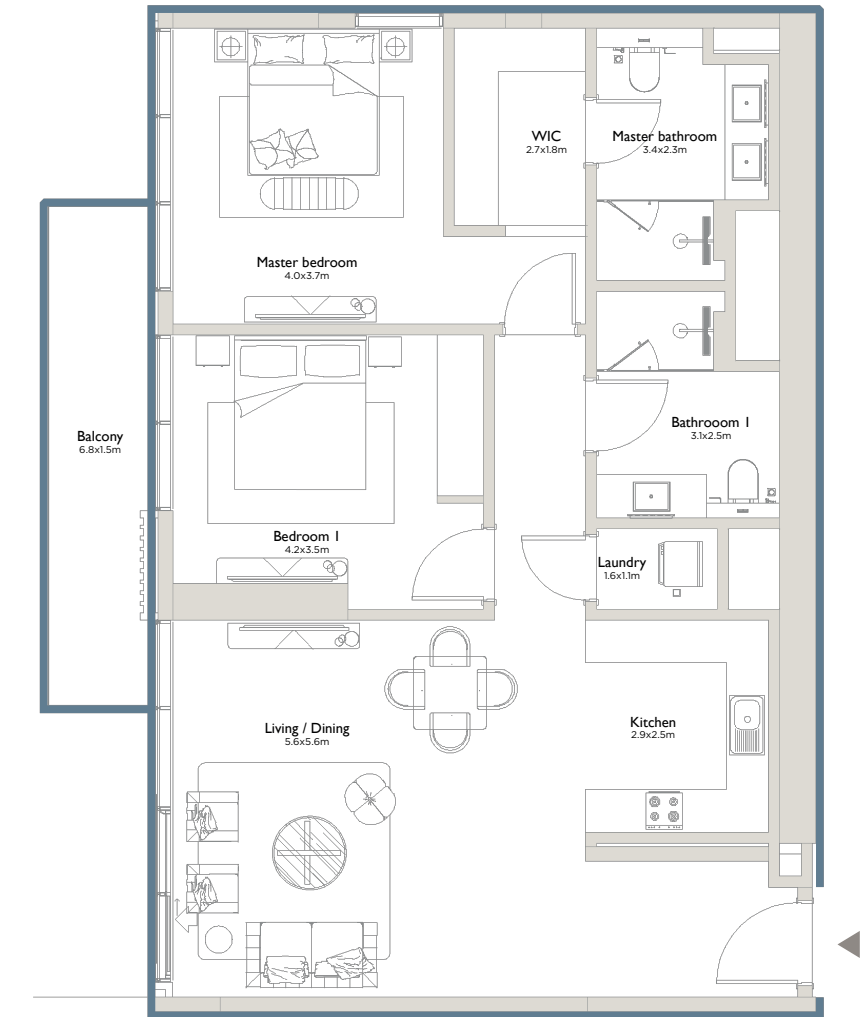 WIC
2.7x1.8m
Master bathroom
3.4x2.3m
Master bedroom
4.0x3.7m
Balcony
6.8x1.5m
Bathrooom 1
3.1x2.5m
Bedroom 1
4.2x3.5m
Laundry
1.6x1.1m
Living / Dining
5.6x5.6m
Kitchen
2.9x2.5m